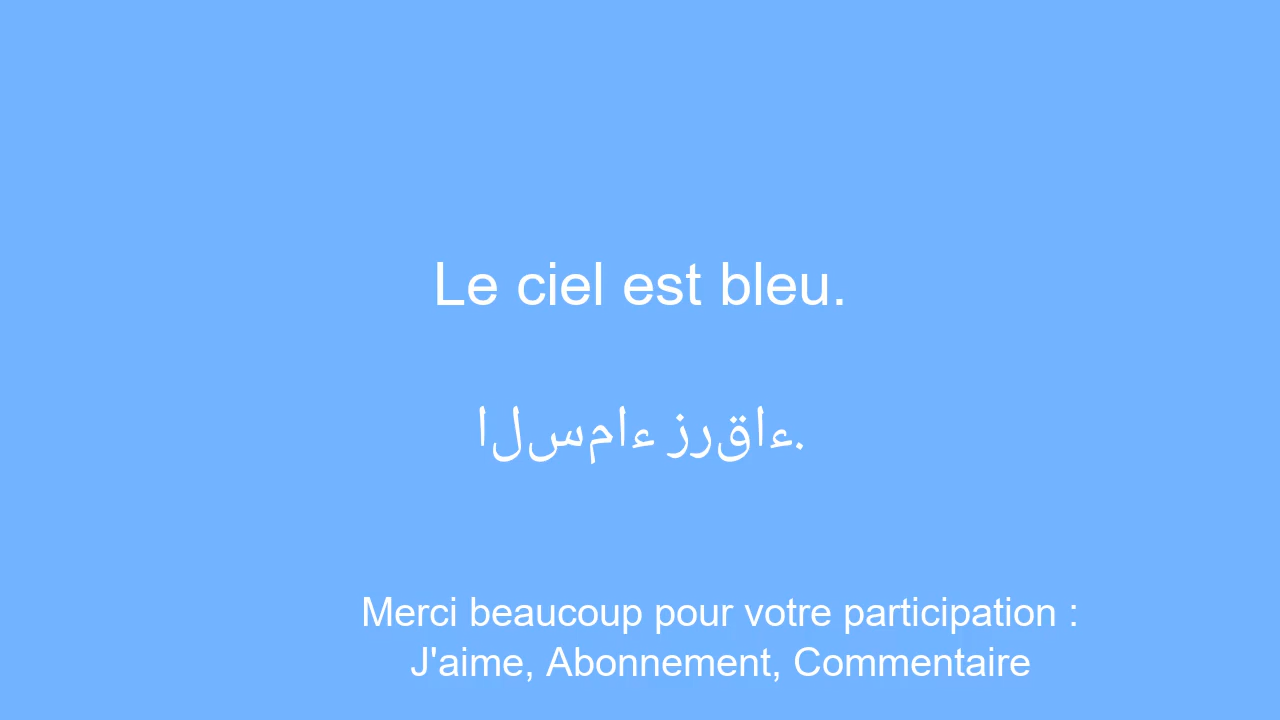 Le ciel est bleu.
السماء زرقاء.
Merci beaucoup pour votre participation :
J'aime, Abonnement, Commentaire